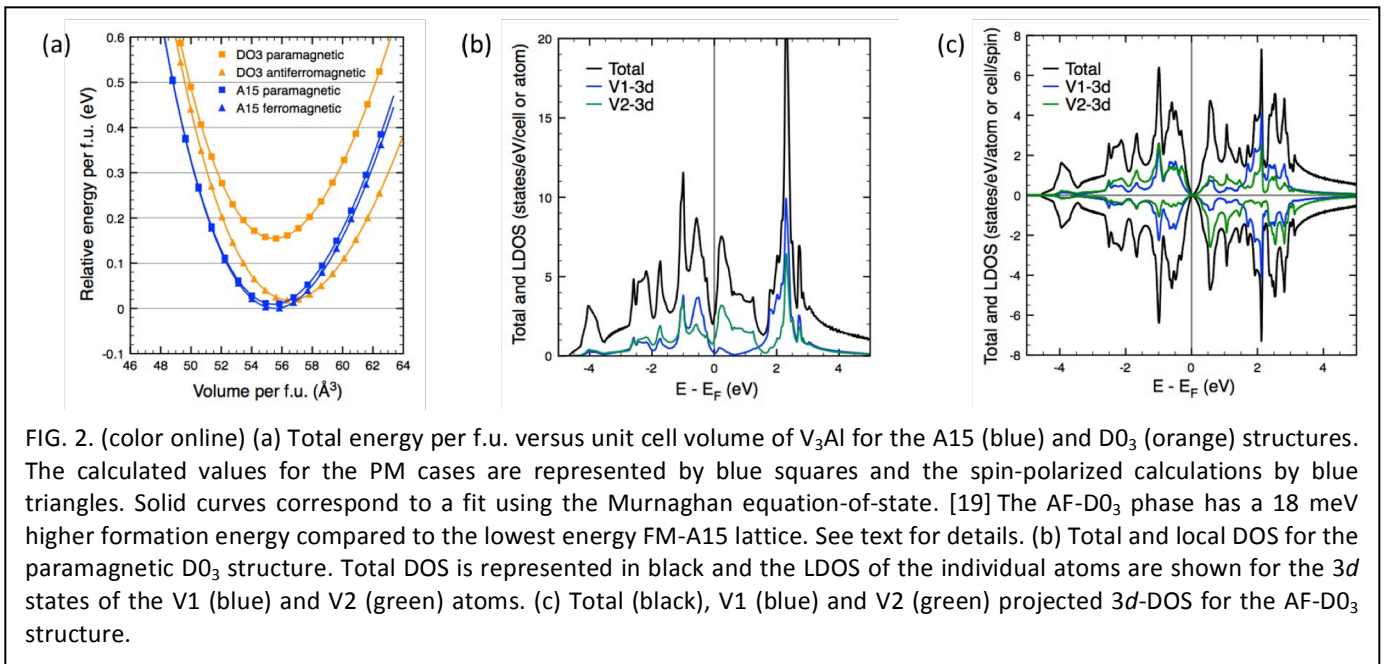 (a)
0.6
0.5
0.4
0.3
0.2
0.1
0
-0.1
Relative energy per f.u. (eV)
DO3 paramagnetic
DO3 antiferromagnetic
A15 paramagnetic
A15 ferromagnetic
46 48 50 52 54 56 58 60 62 64
Volume per f.u. (Å³)
(b)
20
15
10
5
0
Total and LDOS (states/eV/cell or atom)
Total
V1-3d
V2-3d
-4 -2 0 2 4
E - E_F (eV)
(c)
8
6
4
2
0
-2
-4
-6
-8
Total and LDOS (states/eV/atom or cell/spin)
Total
V1-3d
V2-3d
-4 -2 0 2 4
E - E_F (eV)
FIG. 2. (color online) (a) Total energy per f.u. versus unit cell volume of V₃Al for the A15 (blue) and D0₃ (orange) structures.
The calculated values for the PM cases are represented by blue squares and the spin-polarized calculations by blue
triangles. Solid curves correspond to a fit using the Murnaghan equation-of-state. [19] The AF-D0₃ phase has a 18 meV
higher formation energy compared to the lowest energy FM-A15 lattice. See text for details. (b) Total and local DOS for the
paramagnetic D0₃ structure. Total DOS is represented in black and the LDOS of the individual atoms are shown for the 3d
states of the V1 (blue) and V2 (green) atoms. (c) Total (black), V1 (blue) and V2 (green) projected 3d-DOS for the AF-D0₃
structure.